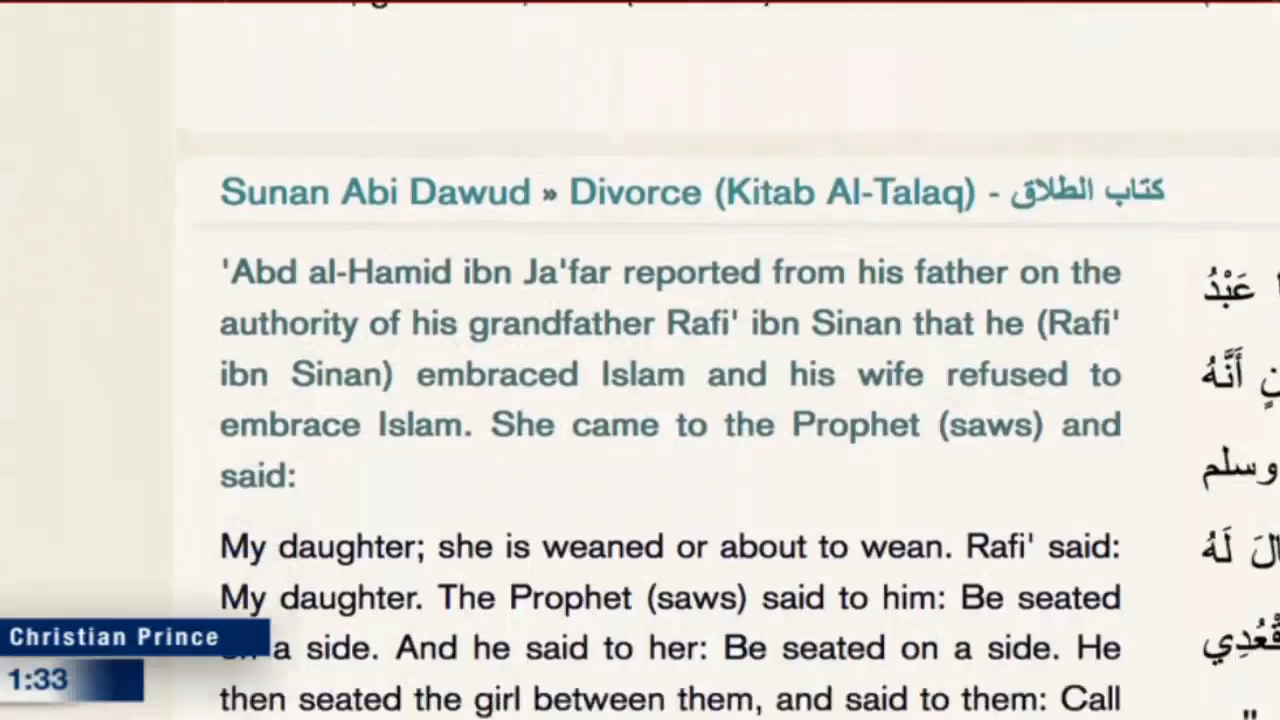 Sunan Abi Dawud » Divorce (Kitab Al-Talaq) - كتاب الطلاق
'Abd al-Hamid ibn Ja'far reported from his father on the
authority of his grandfather Rafi' ibn Sinan that he (Rafi'
ibn Sinan) embraced Islam and his wife refused to
embrace Islam. She came to the Prophet (saws) and
said:
My daughter; she is weaned or about to wean. Rafi' said:
My daughter. The Prophet (saws) said to him: Be seated
a side. And he said to her: Be seated on a side. He
then seated the girl between them, and said to them: Call
عَبْدُ
أَنَّهُ
وسلم
لَهُ
Christian Prince
1:33